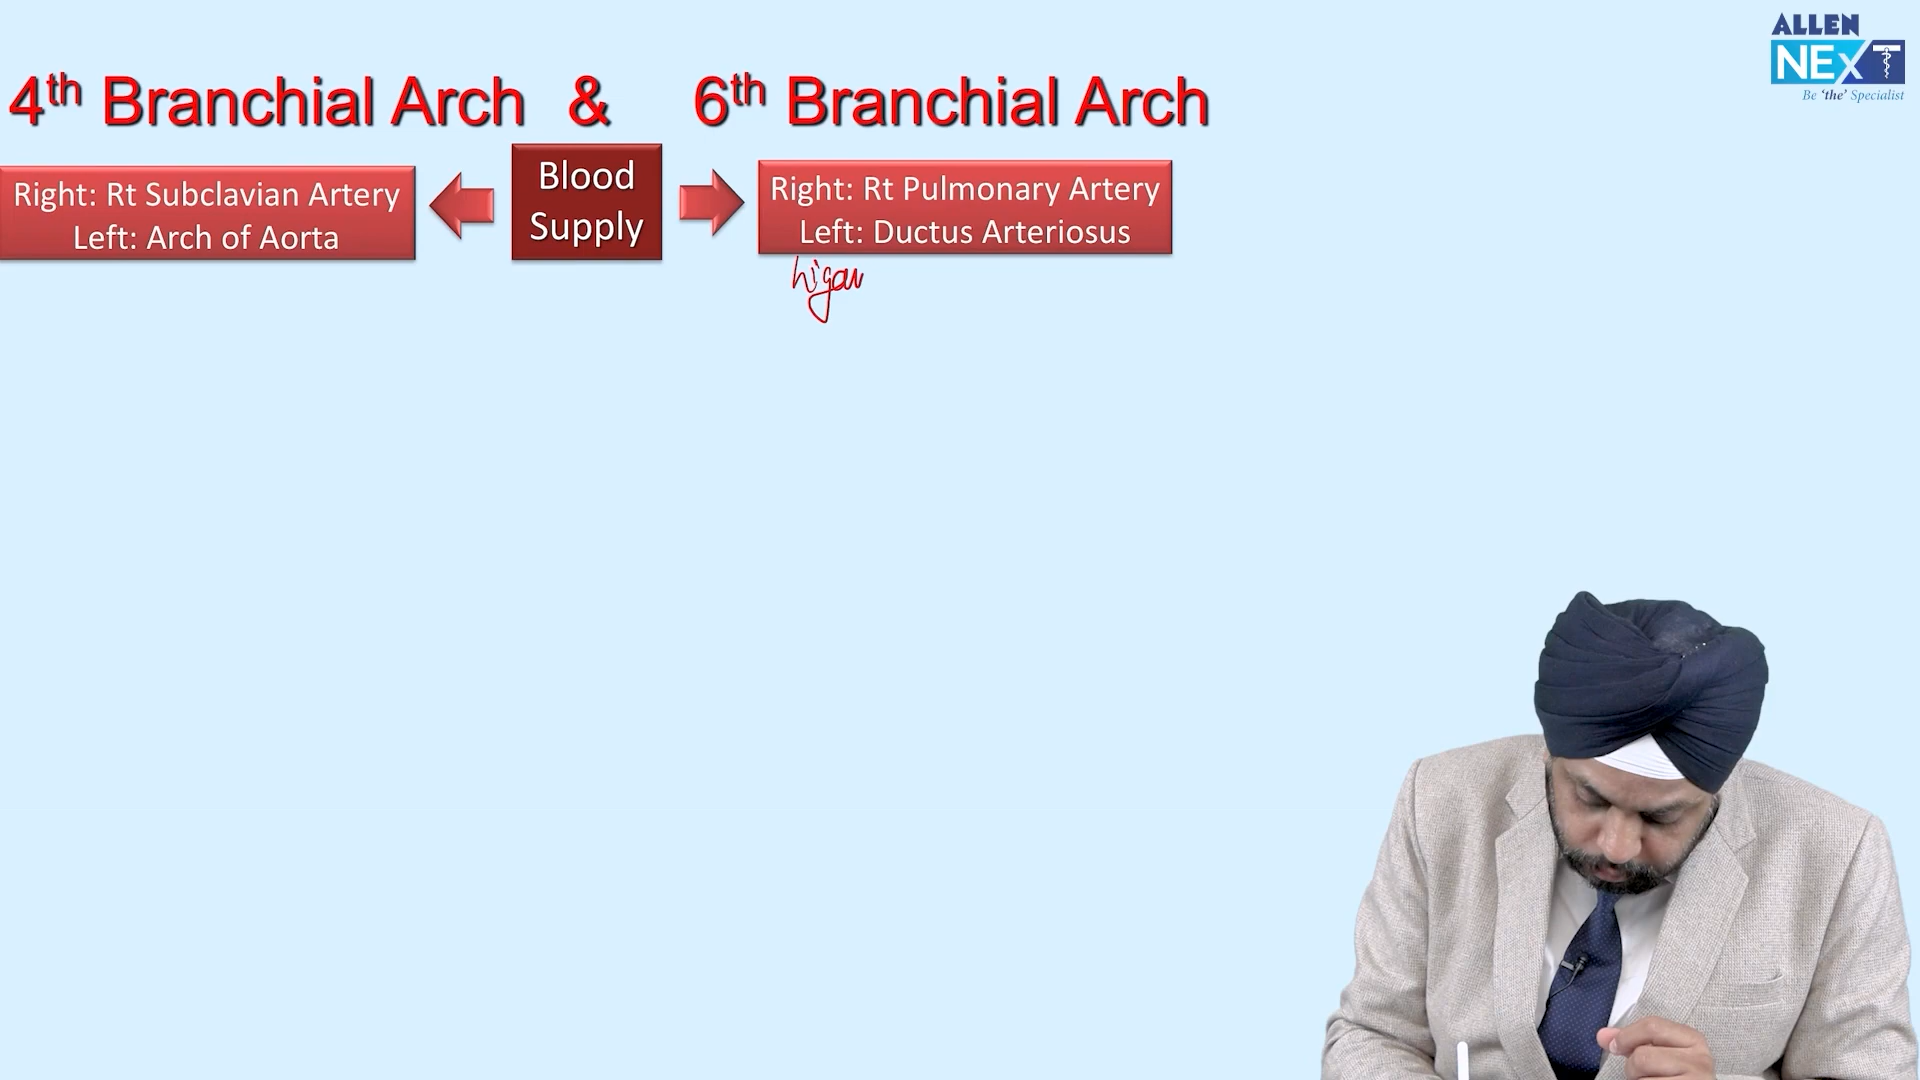 ALLEN
NEXT
Be 'the' Specialist
4th Branchial Arch & 6th Branchial Arch
Right: Rt Subclavian Artery
Left: Arch of Aorta
Blood
Supply
Right: Rt Pulmonary Artery
Left: Ductus Arteriosus